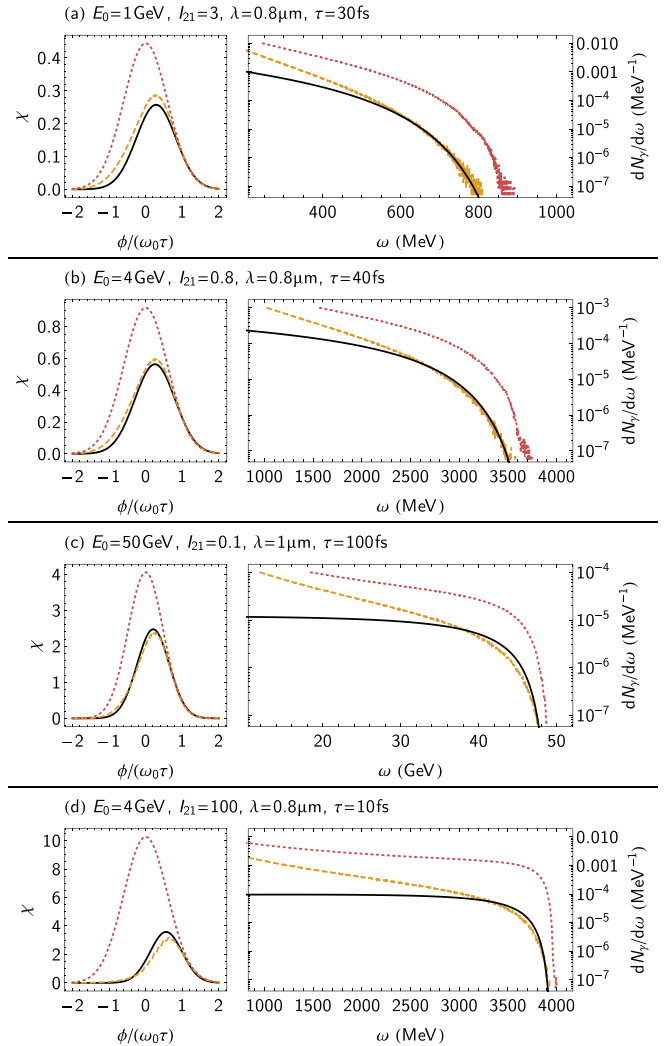 (a) E₀=1GeV, I₂₁=3, λ=0.8μm, τ=30fs
0.4
0.3
0.2
0.1
0.0
χ
−2 −1 0 1 2
ϕ/(ω₀τ)
0.010
0.001
10⁻⁴
10⁻⁵
10⁻⁶
10⁻⁷
dNγ/dω (MeV⁻¹)
400 600 800 1000
ω (MeV)
(b) E₀=4GeV, I₂₁=0.8, λ=0.8μm, τ=40fs
0.8
0.6
0.4
0.2
0.0
χ
−2 −1 0 1 2
ϕ/(ω₀τ)
10⁻³
10⁻⁴
10⁻⁵
10⁻⁶
10⁻⁷
dNγ/dω (MeV⁻¹)
1000 1500 2000 2500 3000 3500 4000
ω (MeV)
(c) E₀=50GeV, I₂₁=0.1, λ=1μm, τ=100fs
4
3
2
1
0
χ
−2 −1 0 1 2
ϕ/(ω₀τ)
10⁻⁴
10⁻⁵
10⁻⁶
10⁻⁷
dNγ/dω (MeV⁻¹)
20 30 40 50
ω (GeV)
(d) E₀=4GeV, I₂₁=100, λ=0.8μm, τ=10fs
10
8
6
4
2
0
χ
−2 −1 0 1 2
ϕ/(ω₀τ)
0.010
0.001
10⁻⁴
10⁻⁵
10⁻⁶
10⁻⁷
dNγ/dω (MeV⁻¹)
1000 1500 2000 2500 3000 3500 4000
ω (MeV)